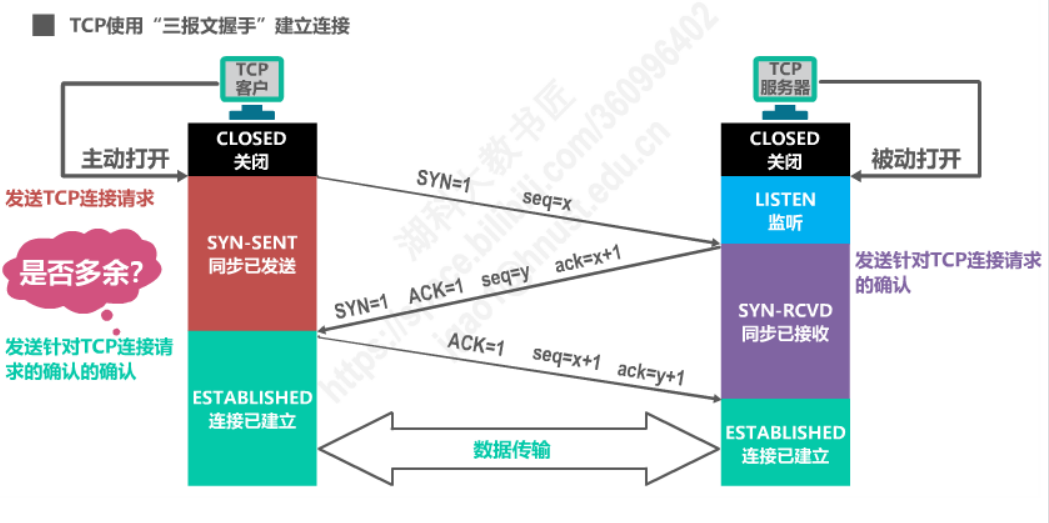 TCP使用“三报文握手”建立连接
TCP
客户
TCP
服务器
CLOSED
关闭
CLOSED
关闭
主动打开
被动打开
发送TCP连接请求
SYN=1 seq=x
LISTEN
监听
SYN-SENT
同步已发送
是否多余?
SYN=1 ACK=1 seq=y ack=x+1
发送针对TCP连接请求
的确认
SYN-RCVD
同步已接收
发送针对TCP连接请
求的确认的确认
ACK=1 seq=x+1 ack=y+1
ESTABLISHED
连接已建立
数据传输
ESTABLISHED
连接已建立
湖科大教书匠
https://space.bilibili.com/360996402